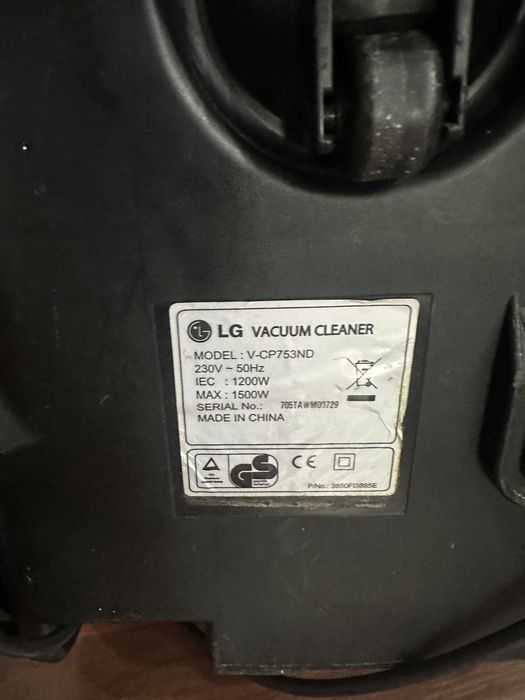 LG VACUUM CLEANER
MODEL : V-CP753ND
230V ~ 50Hz
IEC : 1200W
MAX : 1500W
SERIAL No.: 705TAWM00729
MADE IN CHINA
GS CE
P/No.: 3850FI3885E